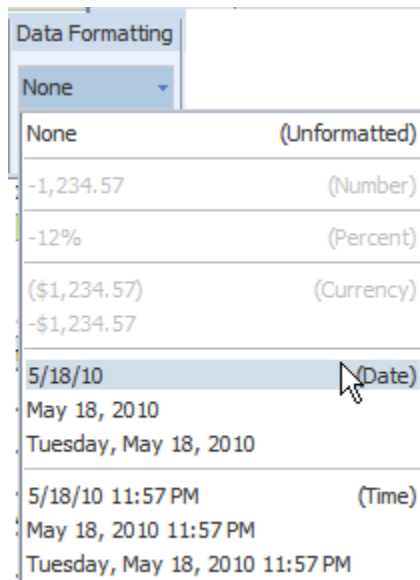 Data Formatting
None
None (Unformatted)
-1,234.57 (Number)
-12% (Percent)
($1,234.57) (Currency)
-$1,234.57
5/18/10 (Date)
May 18, 2010
Tuesday, May 18, 2010
5/18/10 11:57 PM (Time)
May 18, 2010 11:57 PM
Tuesday, May 18, 2010 11:57 PM